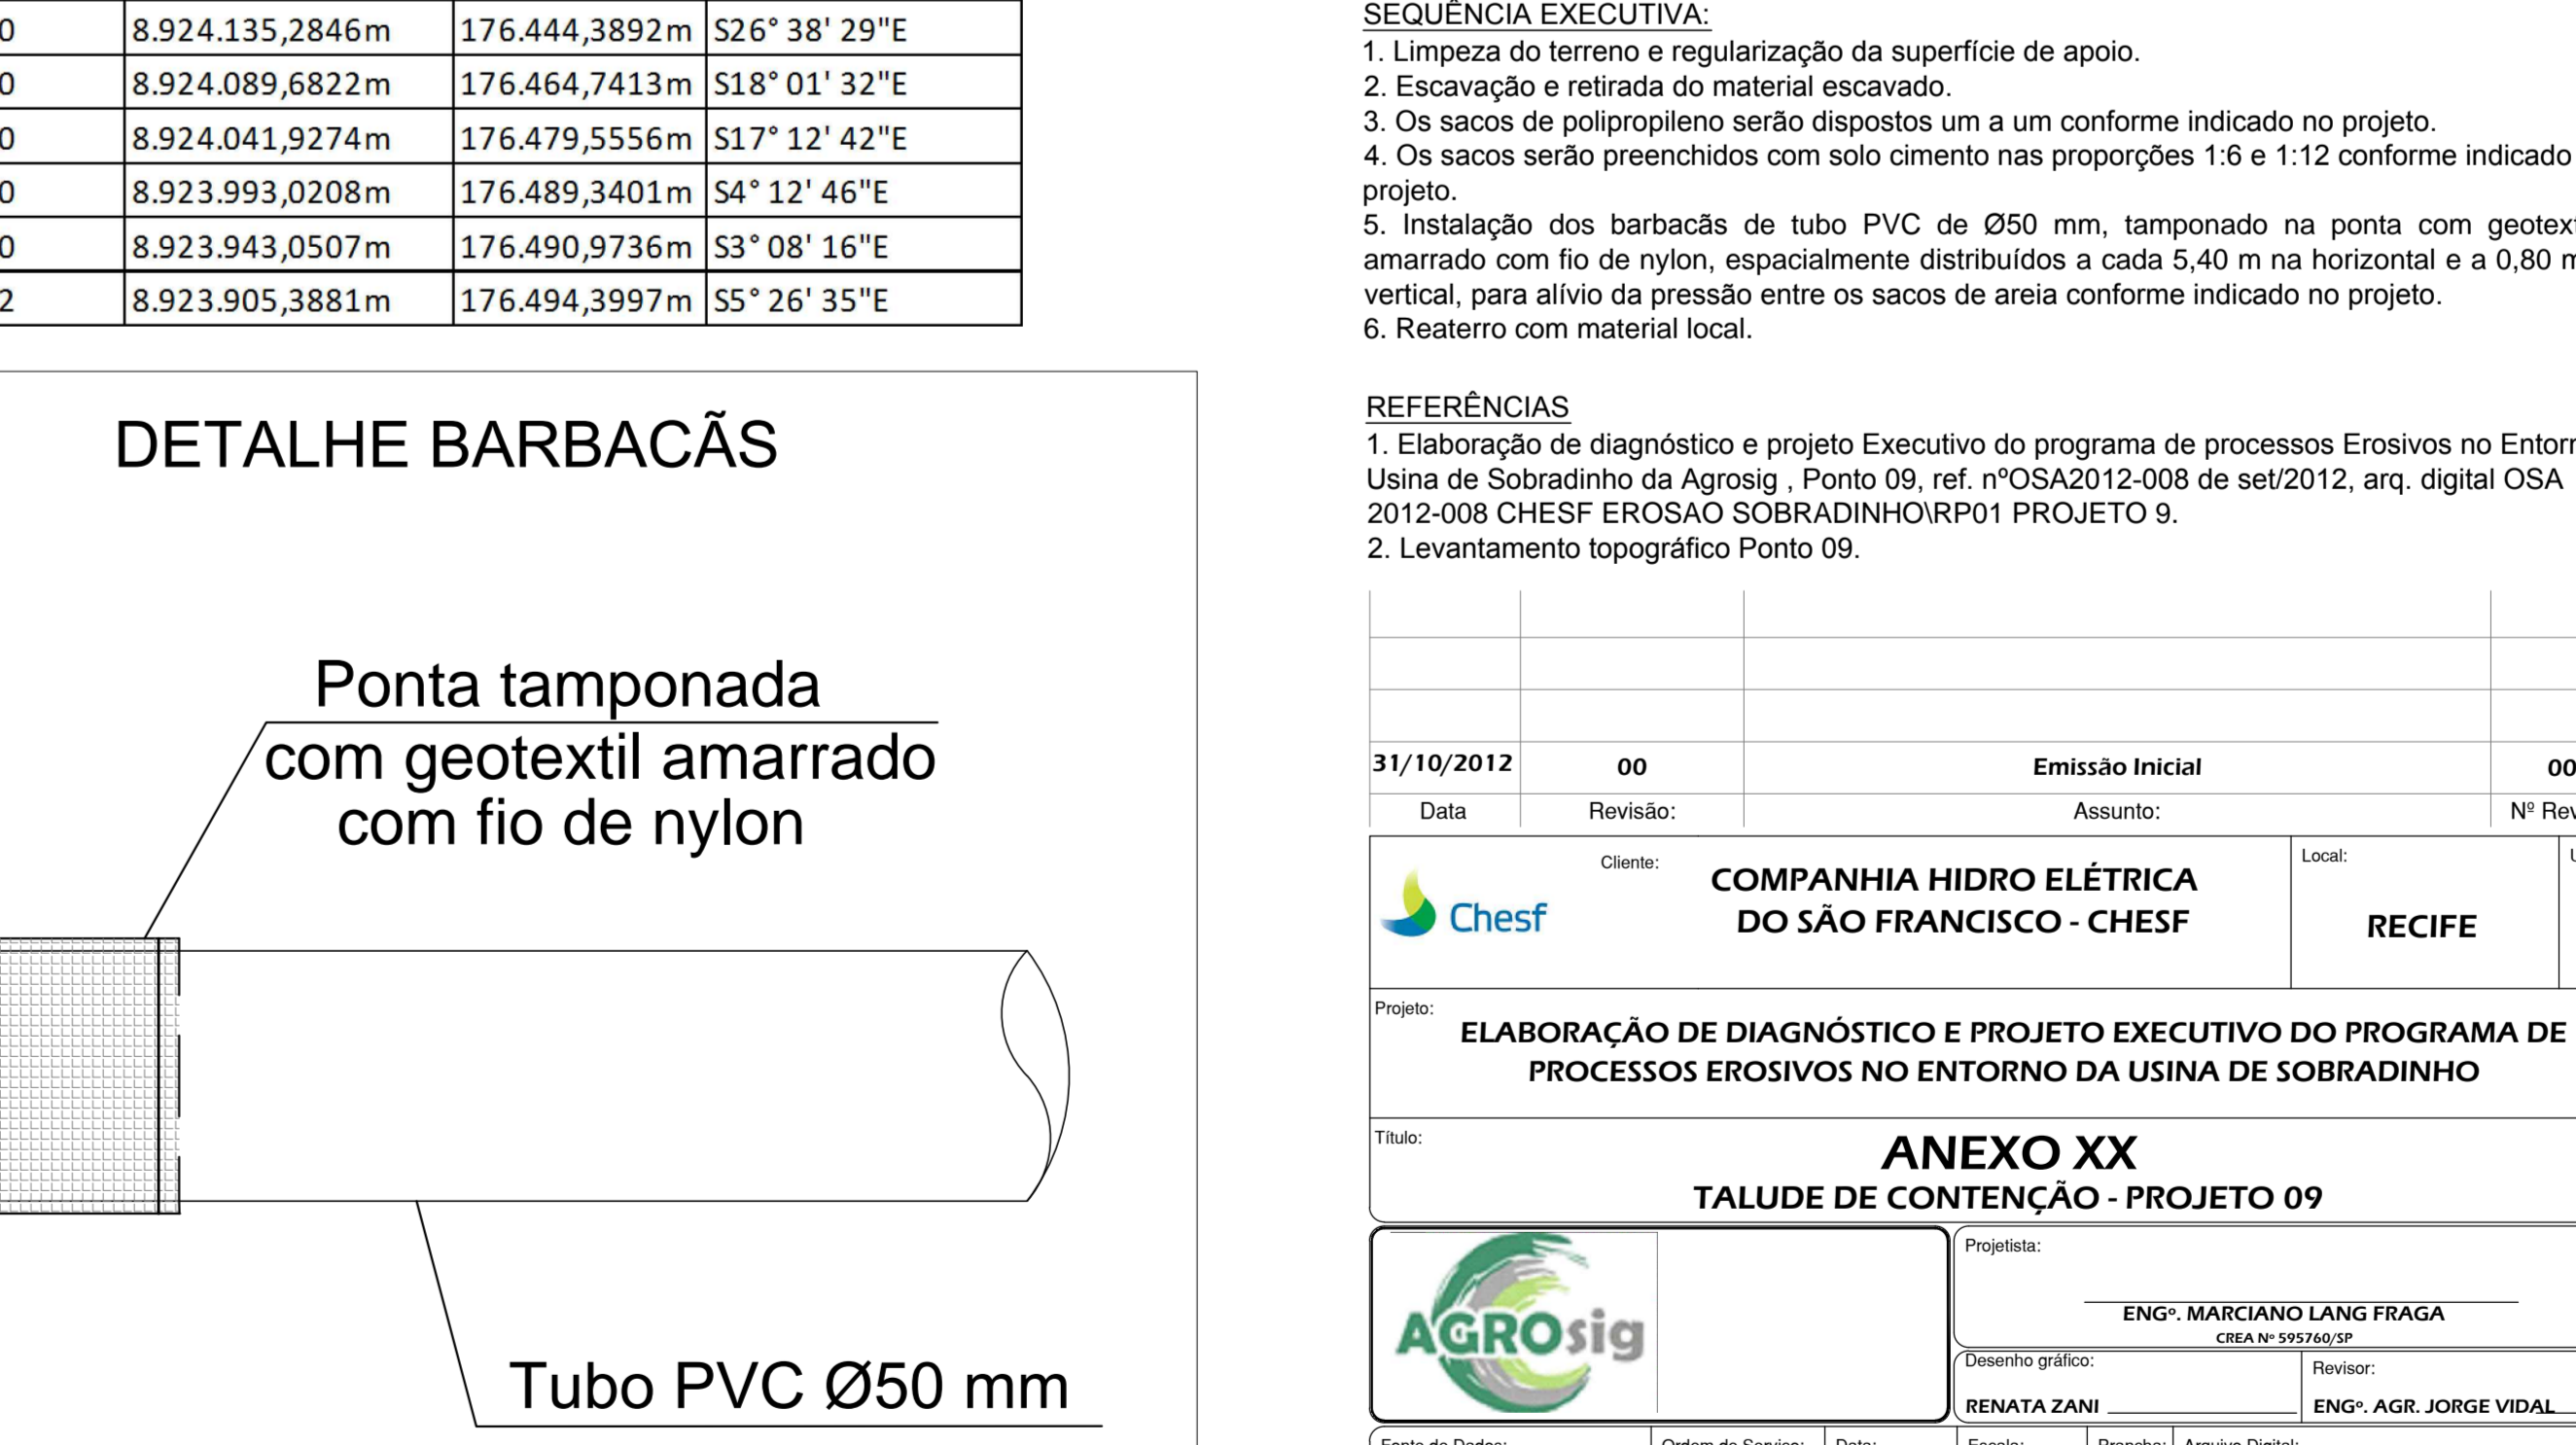 0 8.924.135,2846m 176.444,3892m S26° 38' 29"E
0 8.924.089,6822m 176.464,7413m S18° 01' 32"E
0 8.924.041,9274m 176.479,5556m S17° 12' 42"E
0 8.923.993,0208m 176.489,3401m S4° 12' 46"E
0 8.923.943,0507m 176.490,9736m S3° 08' 16"E
2 8.923.905,3881m 176.494,3997m S5° 26' 35"E
DETALHE BARBACÃS
Ponta tamponada
com geotextil amarrado
com fio de nylon
Tubo PVC Ø50 mm
SEQUÊNCIA EXECUTIVA:
1. Limpeza do terreno e regularização da superfície de apoio.
2. Escavação e retirada do material escavado.
3. Os sacos de polipropileno serão dispostos um a um conforme indicado no projeto.
4. Os sacos serão preenchidos com solo cimento nas proporções 1:6 e 1:12 conforme indicado
projeto.
5. Instalação dos barbacãs de tubo PVC de Ø50 mm, tamponado na ponta com
amarrado com fio de nylon, espacialmente distribuídos a cada 5,40 m na horizontal e a 0,80
vertical, para alívio da pressão entre os sacos de areia conforme indicado no projeto.
6. Reaterro com material local.
REFERÊNCIAS
1. Elaboração de diagnóstico e projeto Executivo do programa de processos Erosivos no
Usina de Sobradinho da Agrosig , Ponto 09, ref. nºOSA2012-008 de set/2012, arq. digital OSA
2012-008 CHESF EROSAO SOBRADINHO\RP01 PROJETO 9.
2. Levantamento topográfico Ponto 09.
31/10/2012 00 Emissão Inicial 00
Data Revisão: Assunto: Nº
Chesf
Cliente:
COMPANHIA HIDRO ELÉTRICA
DO SÃO FRANCISCO - CHESF
Local:
RECIFE
Projeto:
ELABORAÇÃO DE DIAGNÓSTICO E PROJETO EXECUTIVO DO PROGRAMA DE
PROCESSOS EROSIVOS NO ENTORNO DA USINA DE SOBRADINHO
Título:
ANEXO XX
TALUDE DE CONTENÇÃO - PROJETO 09
AGROsig
Projetista:
ENGº. MARCIANO LANG FRAGA
CREA Nº 595760/SP
Desenho gráfico:
RENATA ZANI
Revisor:
ENGº. AGR. JORGE VIDAL
Fonte de Dados: Ordem de Serviço: Data: Escala: Prancha: Arquivo Digital: